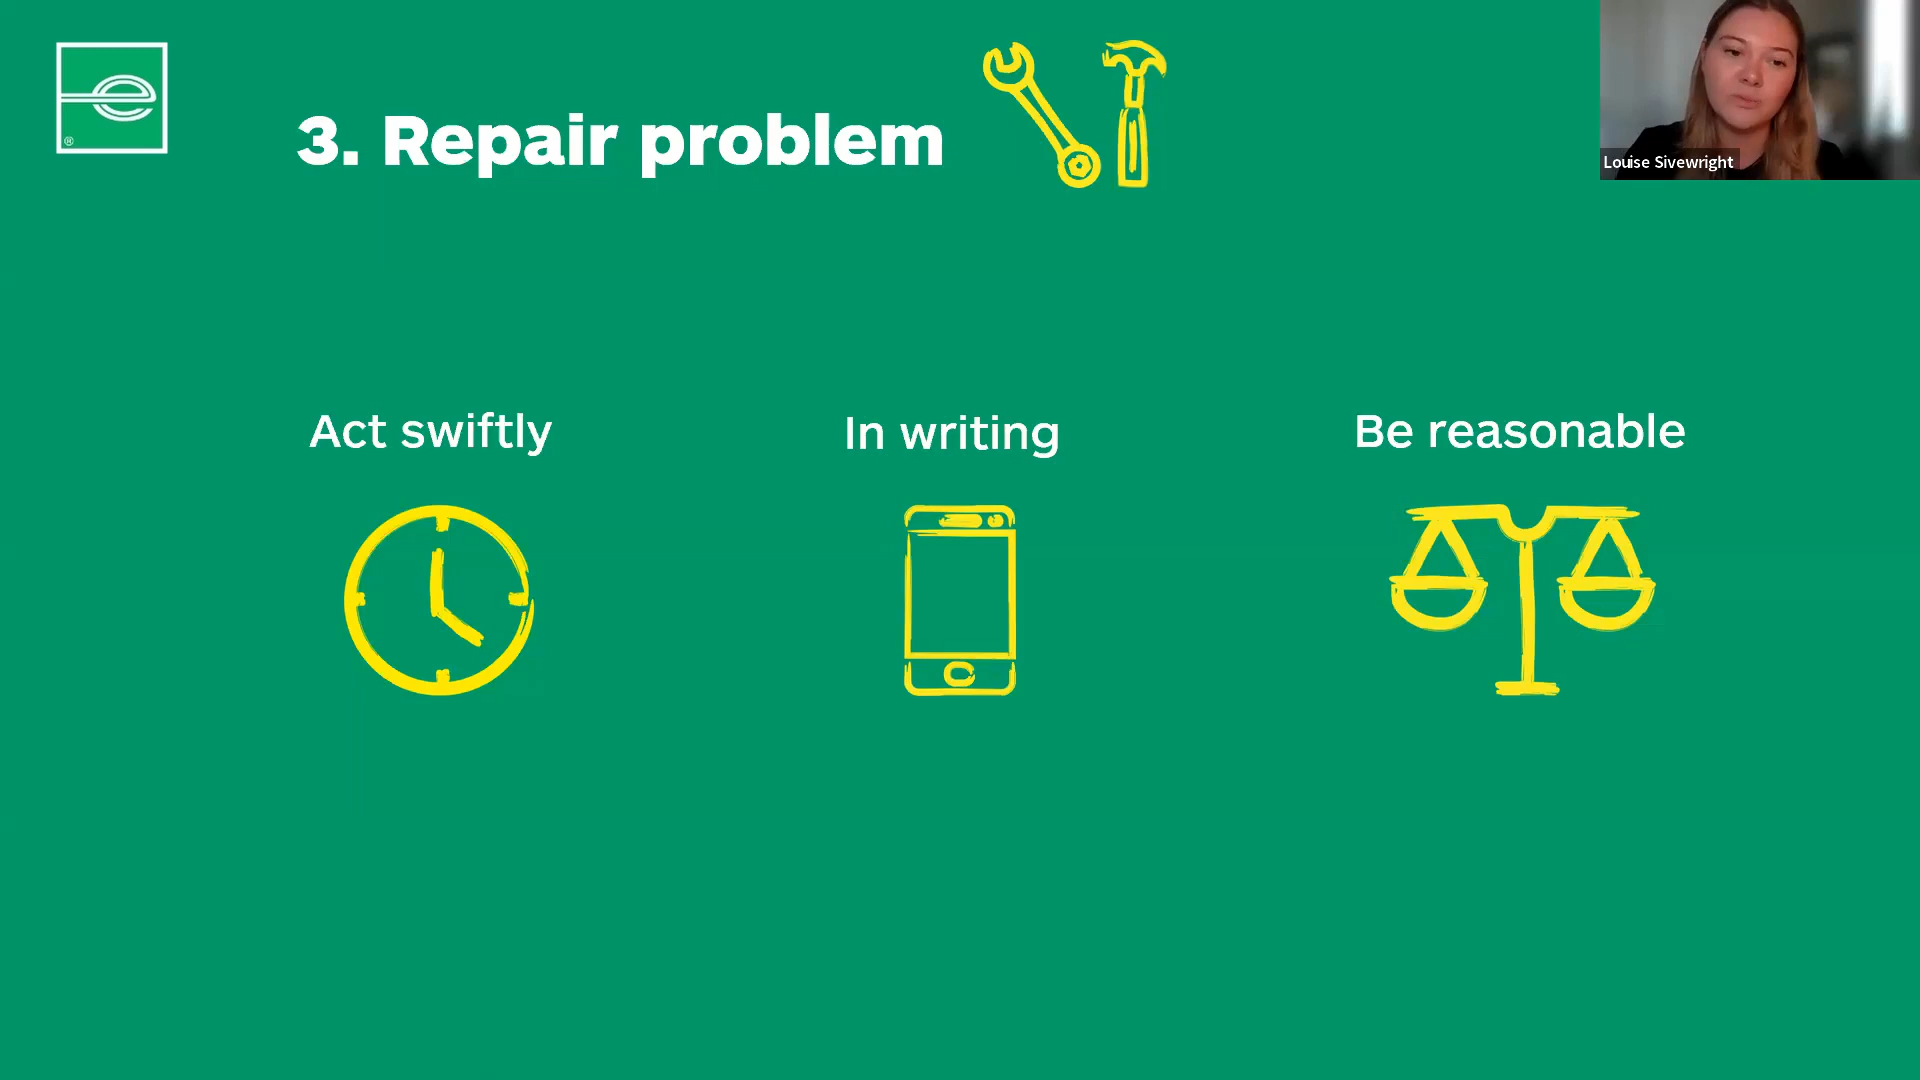 3. Repair problem
Louise Sivewright
Act swiftly
In writing
Be reasonable
e
®